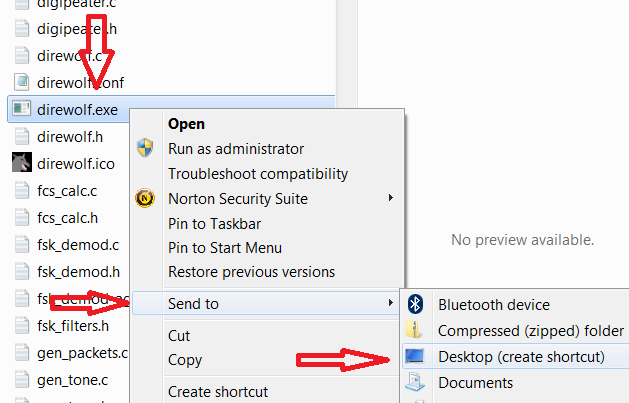 digipeater.c
digipeater.h
direwolf.c
direwolf.conf
direwolf.exe
direwolf.h
direwolf.ico
fcs_calc.c
fcs_calc.h
fsk_demod.c
fsk_demod.h
fsk_filters.h
gen_packets.c
gen_tone.c
Open
Run as administrator
Troubleshoot compatibility
Norton Security Suite
Pin to Taskbar
Pin to Start Menu
Restore previous versions
Send to
Cut
Copy
Create shortcut
No preview available.
Bluetooth device
Compressed (zipped) folder
Desktop (create shortcut)
Documents